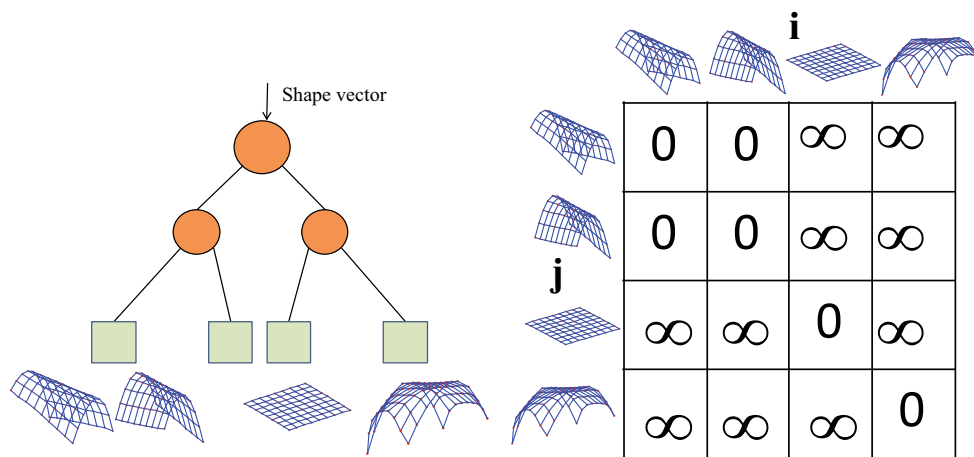 i
Shape vector
0 0 ∞ ∞
0 0 ∞ ∞
j
∞ ∞ 0 ∞
∞ ∞ ∞ 0